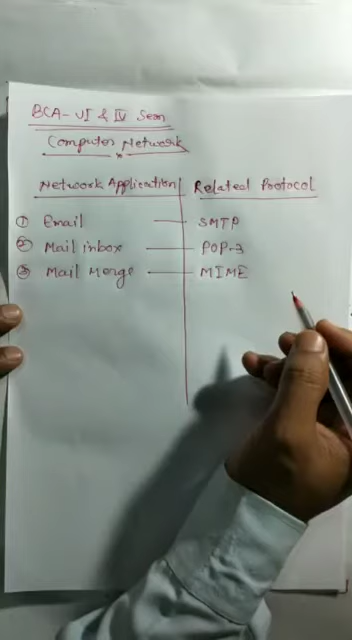 BCA-VI & IV Sem
Computer Network
Network Application Related Protocol
① Email — SMTP
② Mail inbox — POP-3
③ Mail Merge — MIME